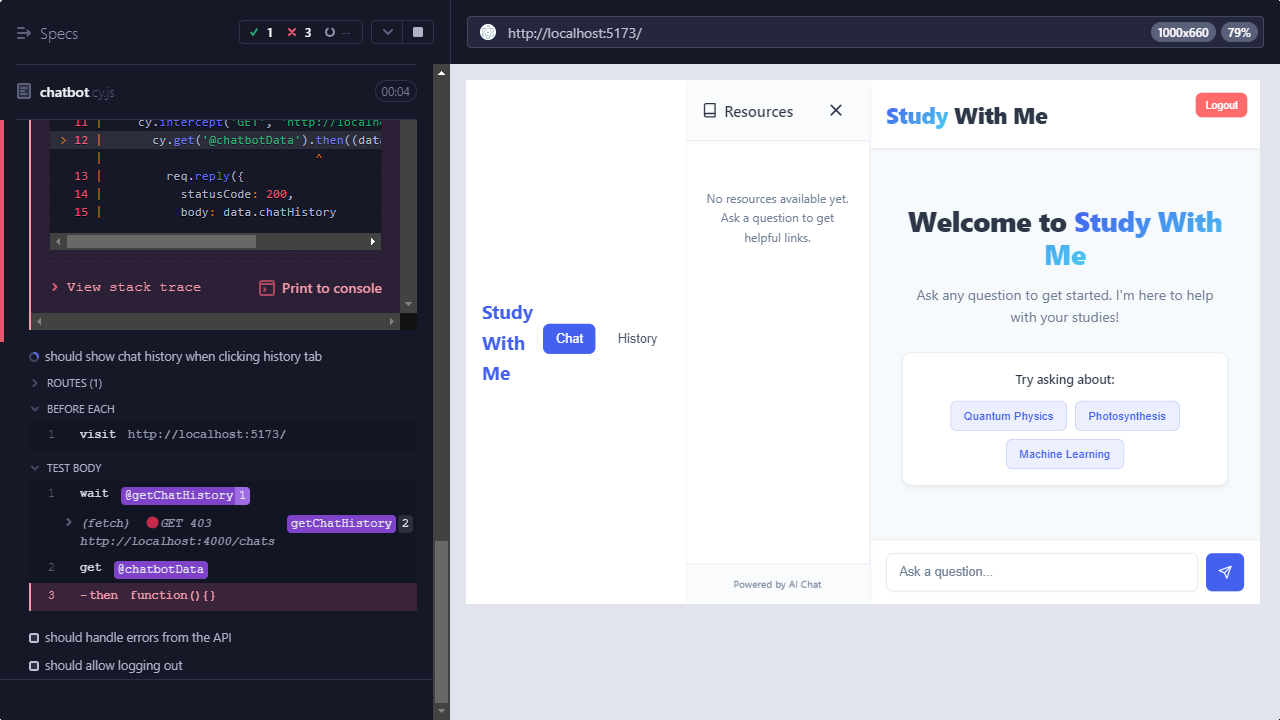 Specs
1
3
--
chatbot.cy.js
00:04
11 | cy.intercept('GET', 'http://localho
> 12 | cy.get('@chatbotData').then((data
| ^
13 | req.reply({
14 | statusCode: 200,
15 | body: data.chatHistory
View stack trace
Print to console
should show chat history when clicking history tab
ROUTES (1)
BEFORE EACH
1 visit http://localhost:5173/
TEST BODY
1 wait @getChatHistory 1
(fetch) GET 403 getChatHistory 2
http://localhost:4000/chats
2 get @chatbotData
3 -then function(){}
should handle errors from the API
should allow logging out
http://localhost:5173/
1000x660
79%
Study With Me
Chat
History
Resources
No resources available yet.
Ask a question to get
helpful links.
Powered by AI Chat
Study With Me
Logout
Welcome to Study With
Me
Ask any question to get started. I'm here to help
with your studies!
Try asking about:
Quantum Physics
Photosynthesis
Machine Learning
Ask a question...